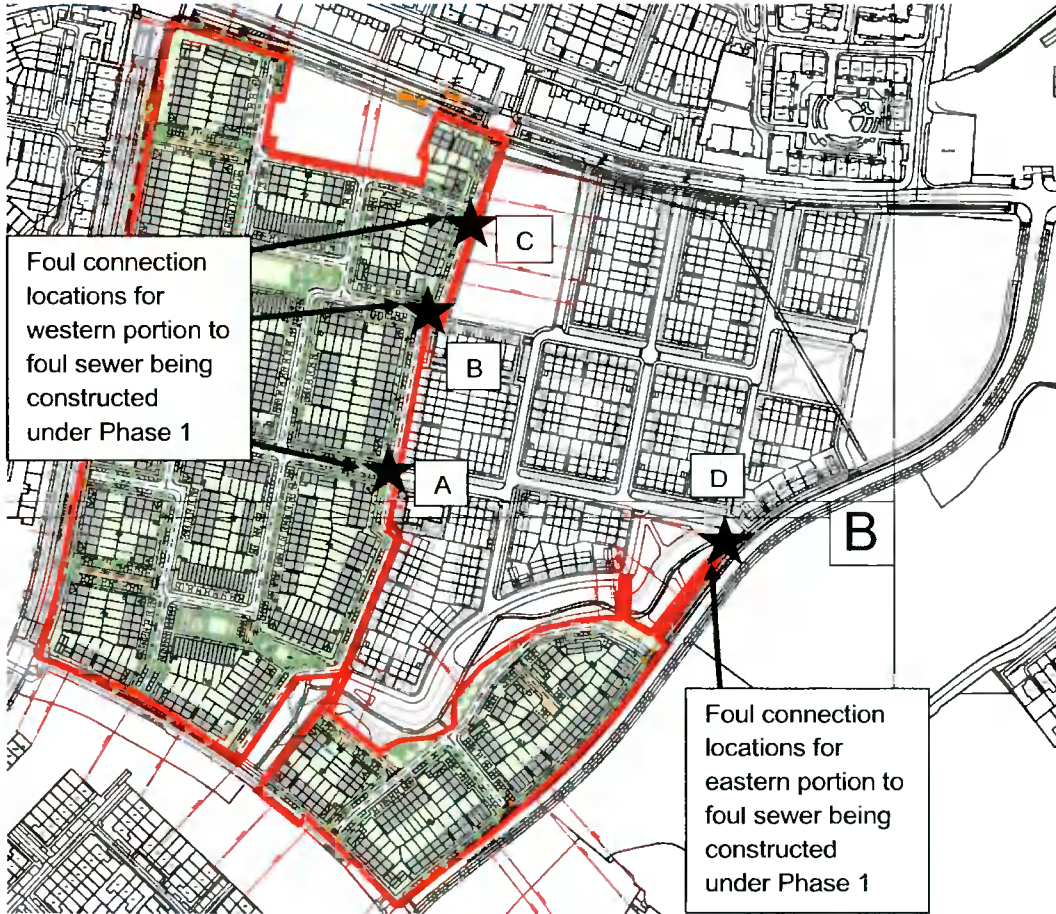 Foul connection
locations for
western portion to
foul sewer being
constructed
under Phase 1
C
B
A
D
B
Foul connection
locations for
eastern portion to
foul sewer being
constructed
under Phase 1